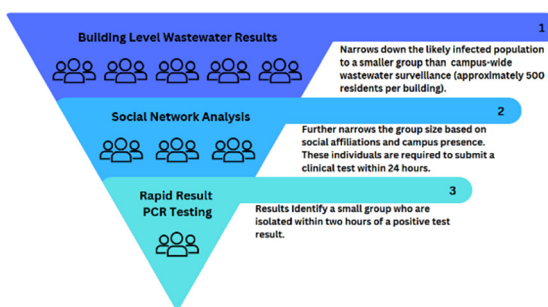 1
Building Level Wastewater Results
Narrows down the likely infected population
to a smaller group than campus-wide
wastewater surveillance (approximately 500
residents per building).
2
Social Network Analysis
Further narrows the group size based on
social affiliations and campus presence.
These individuals are required to submit a
clinical test within 24 hours.
3
Rapid Result
PCR Testing
Results Identify a small group who are
isolated within two hours of a positive test
result.